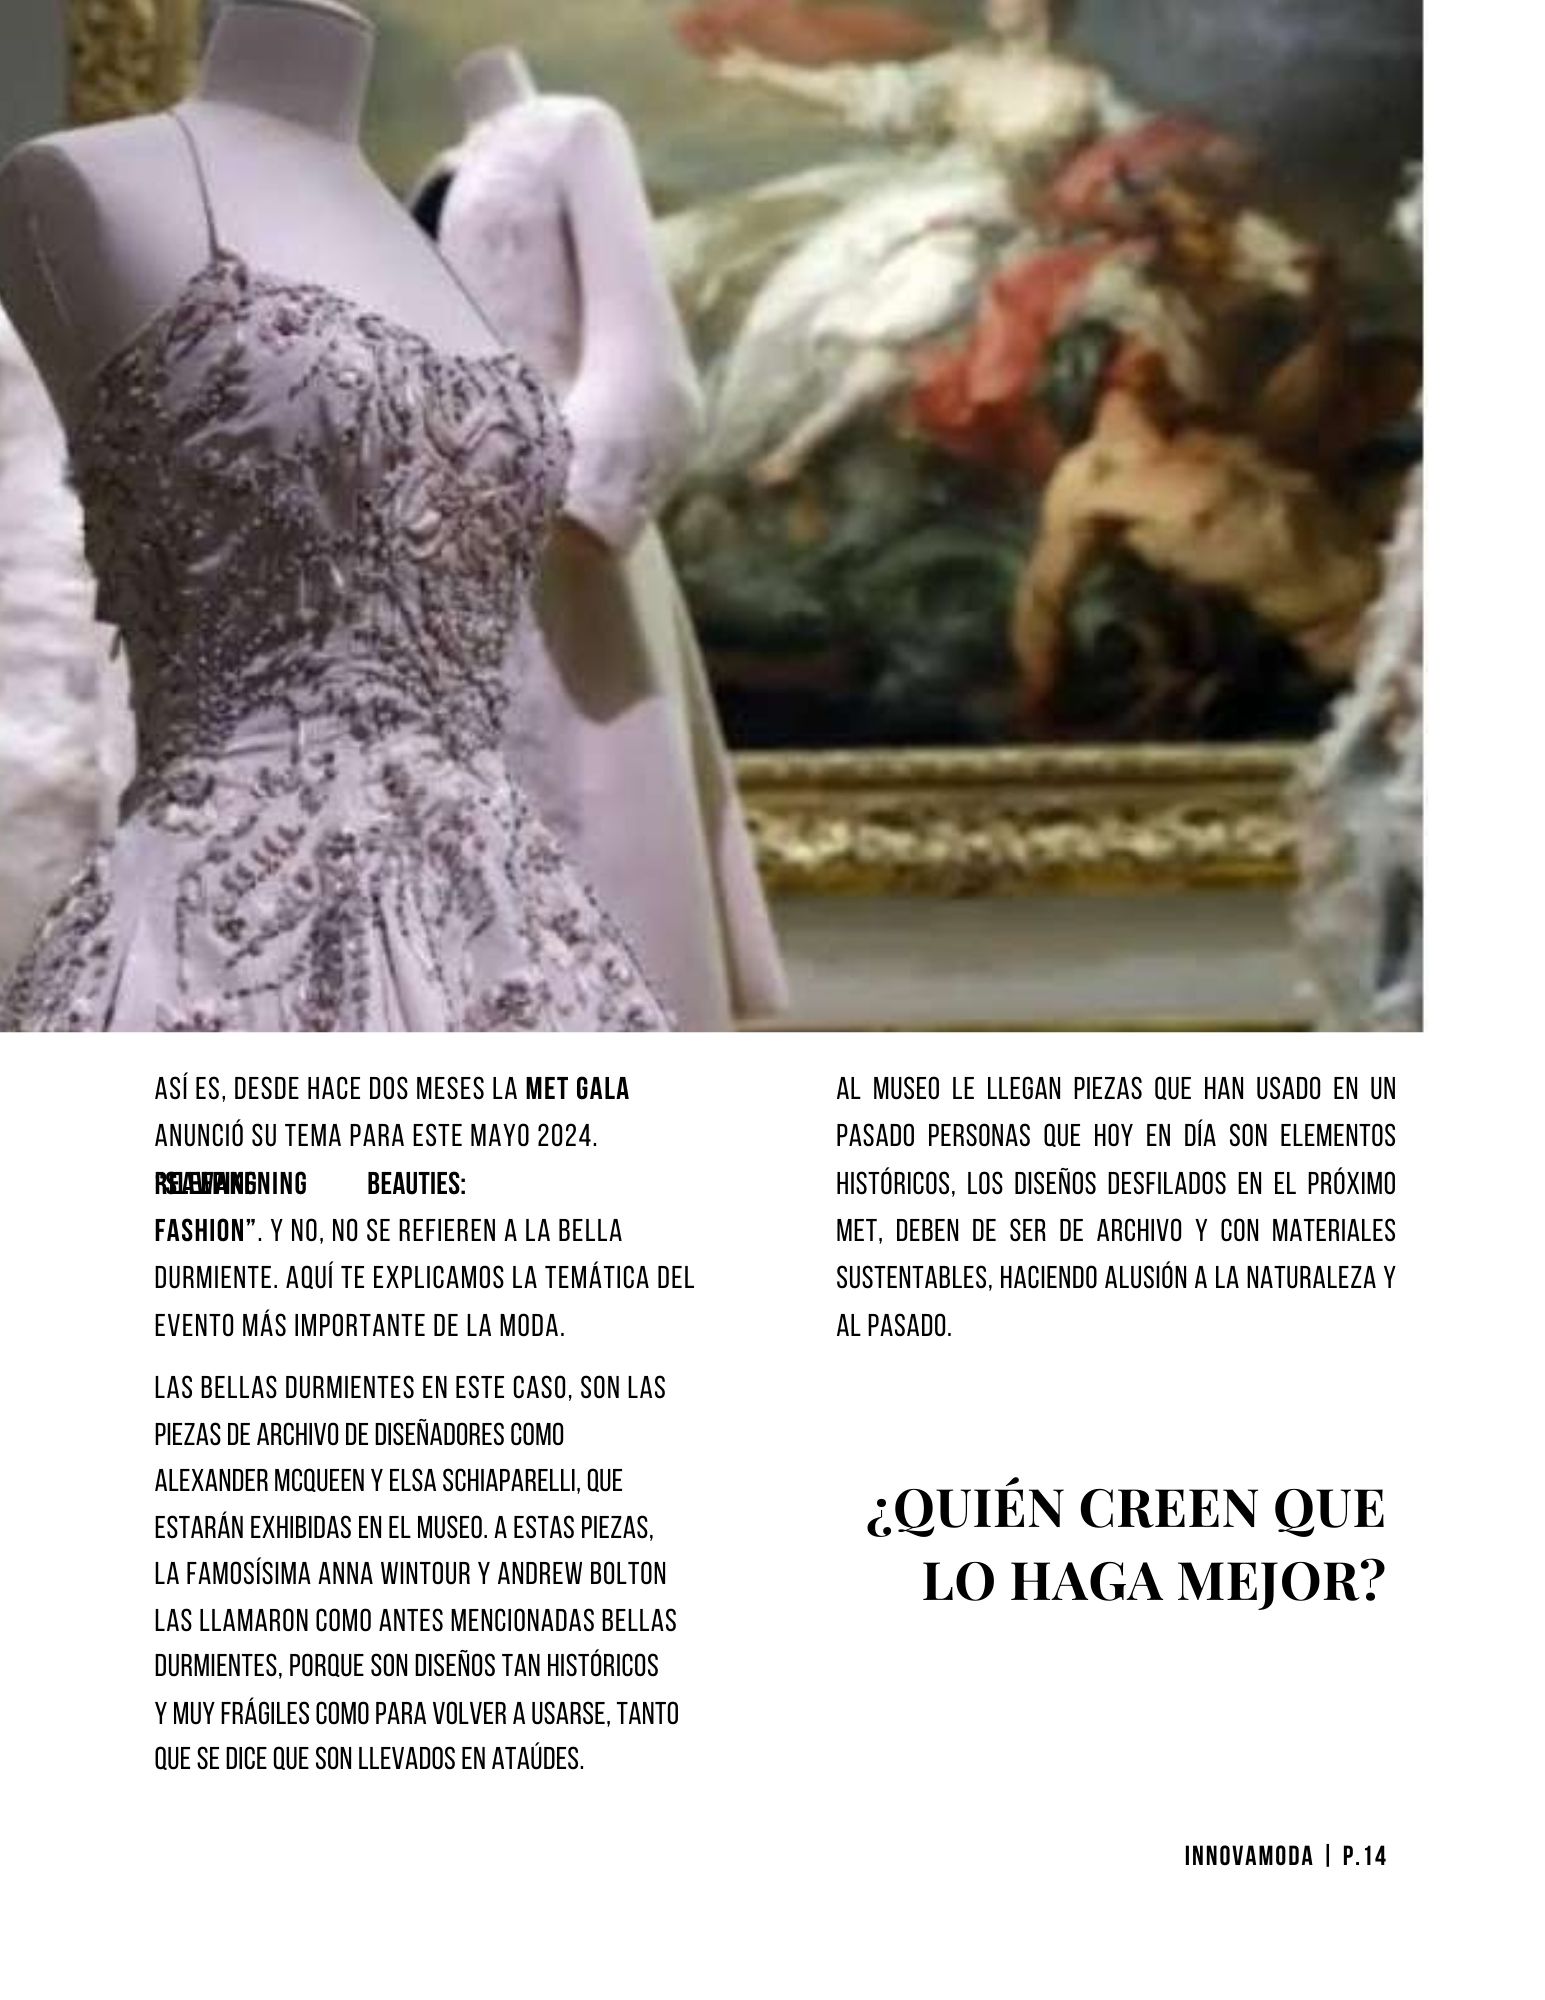 ASÍ ES, DESDE HACE DOS MESES LA MET GALA
ANUNCIÓ SU TEMA PARA ESTE MAYO 2024.
BEAUTIES:
FASHION”. Y NO, NO SE REFIEREN A LA BELLA
DURMIENTE. AQUÍ TE EXPLICAMOS LA TEMÁTICA DEL
EVENTO MÁS IMPORTANTE DE LA MODA.
LAS BELLAS DURMIENTES EN ESTE CASO, SON LAS
PIEZAS DE ARCHIVO DE DISEÑADORES COMO
ALEXANDER MCQUEEN Y ELSA SCHIAPARELLI, QUE
ESTARÁN EXHIBIDAS EN EL MUSEO. A ESTAS PIEZAS,
LA FAMOSÍSIMA ANNA WINTOUR Y ANDREW BOLTON
LAS LLAMARON COMO ANTES MENCIONADAS BELLAS
DURMIENTES, PORQUE SON DISEÑOS TAN HISTÓRICOS
Y MUY FRÁGILES COMO PARA VOLVER A USARSE, TANTO
QUE SE DICE QUE SON LLEVADOS EN ATAÚDES.
AL MUSEO LE LLEGAN PIEZAS QUE HAN USADO EN UN
PASADO PERSONAS QUE HOY EN DÍA SON ELEMENTOS
HISTÓRICOS, LOS DISEÑOS DESFILADOS EN EL PRÓXIMO
MET, DEBEN DE SER DE ARCHIVO Y CON MATERIALES
SUSTENTABLES, HACIENDO ALUSIÓN A LA NATURALEZA Y
AL PASADO.
¿QUIÉN CREEN QUE
LO HAGA MEJOR?
INNOVAMODA | P.14